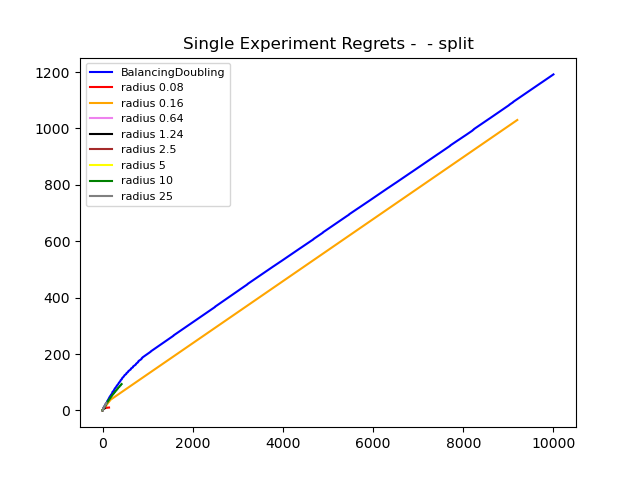 Single Experiment Regrets -  - split
1200
1000
800
600
400
200
0
BalancingDoubling
radius 0.08
radius 0.16
radius 0.64
radius 1.24
radius 2.5
radius 5
radius 10
radius 25
0 2000 4000 6000 8000 10000